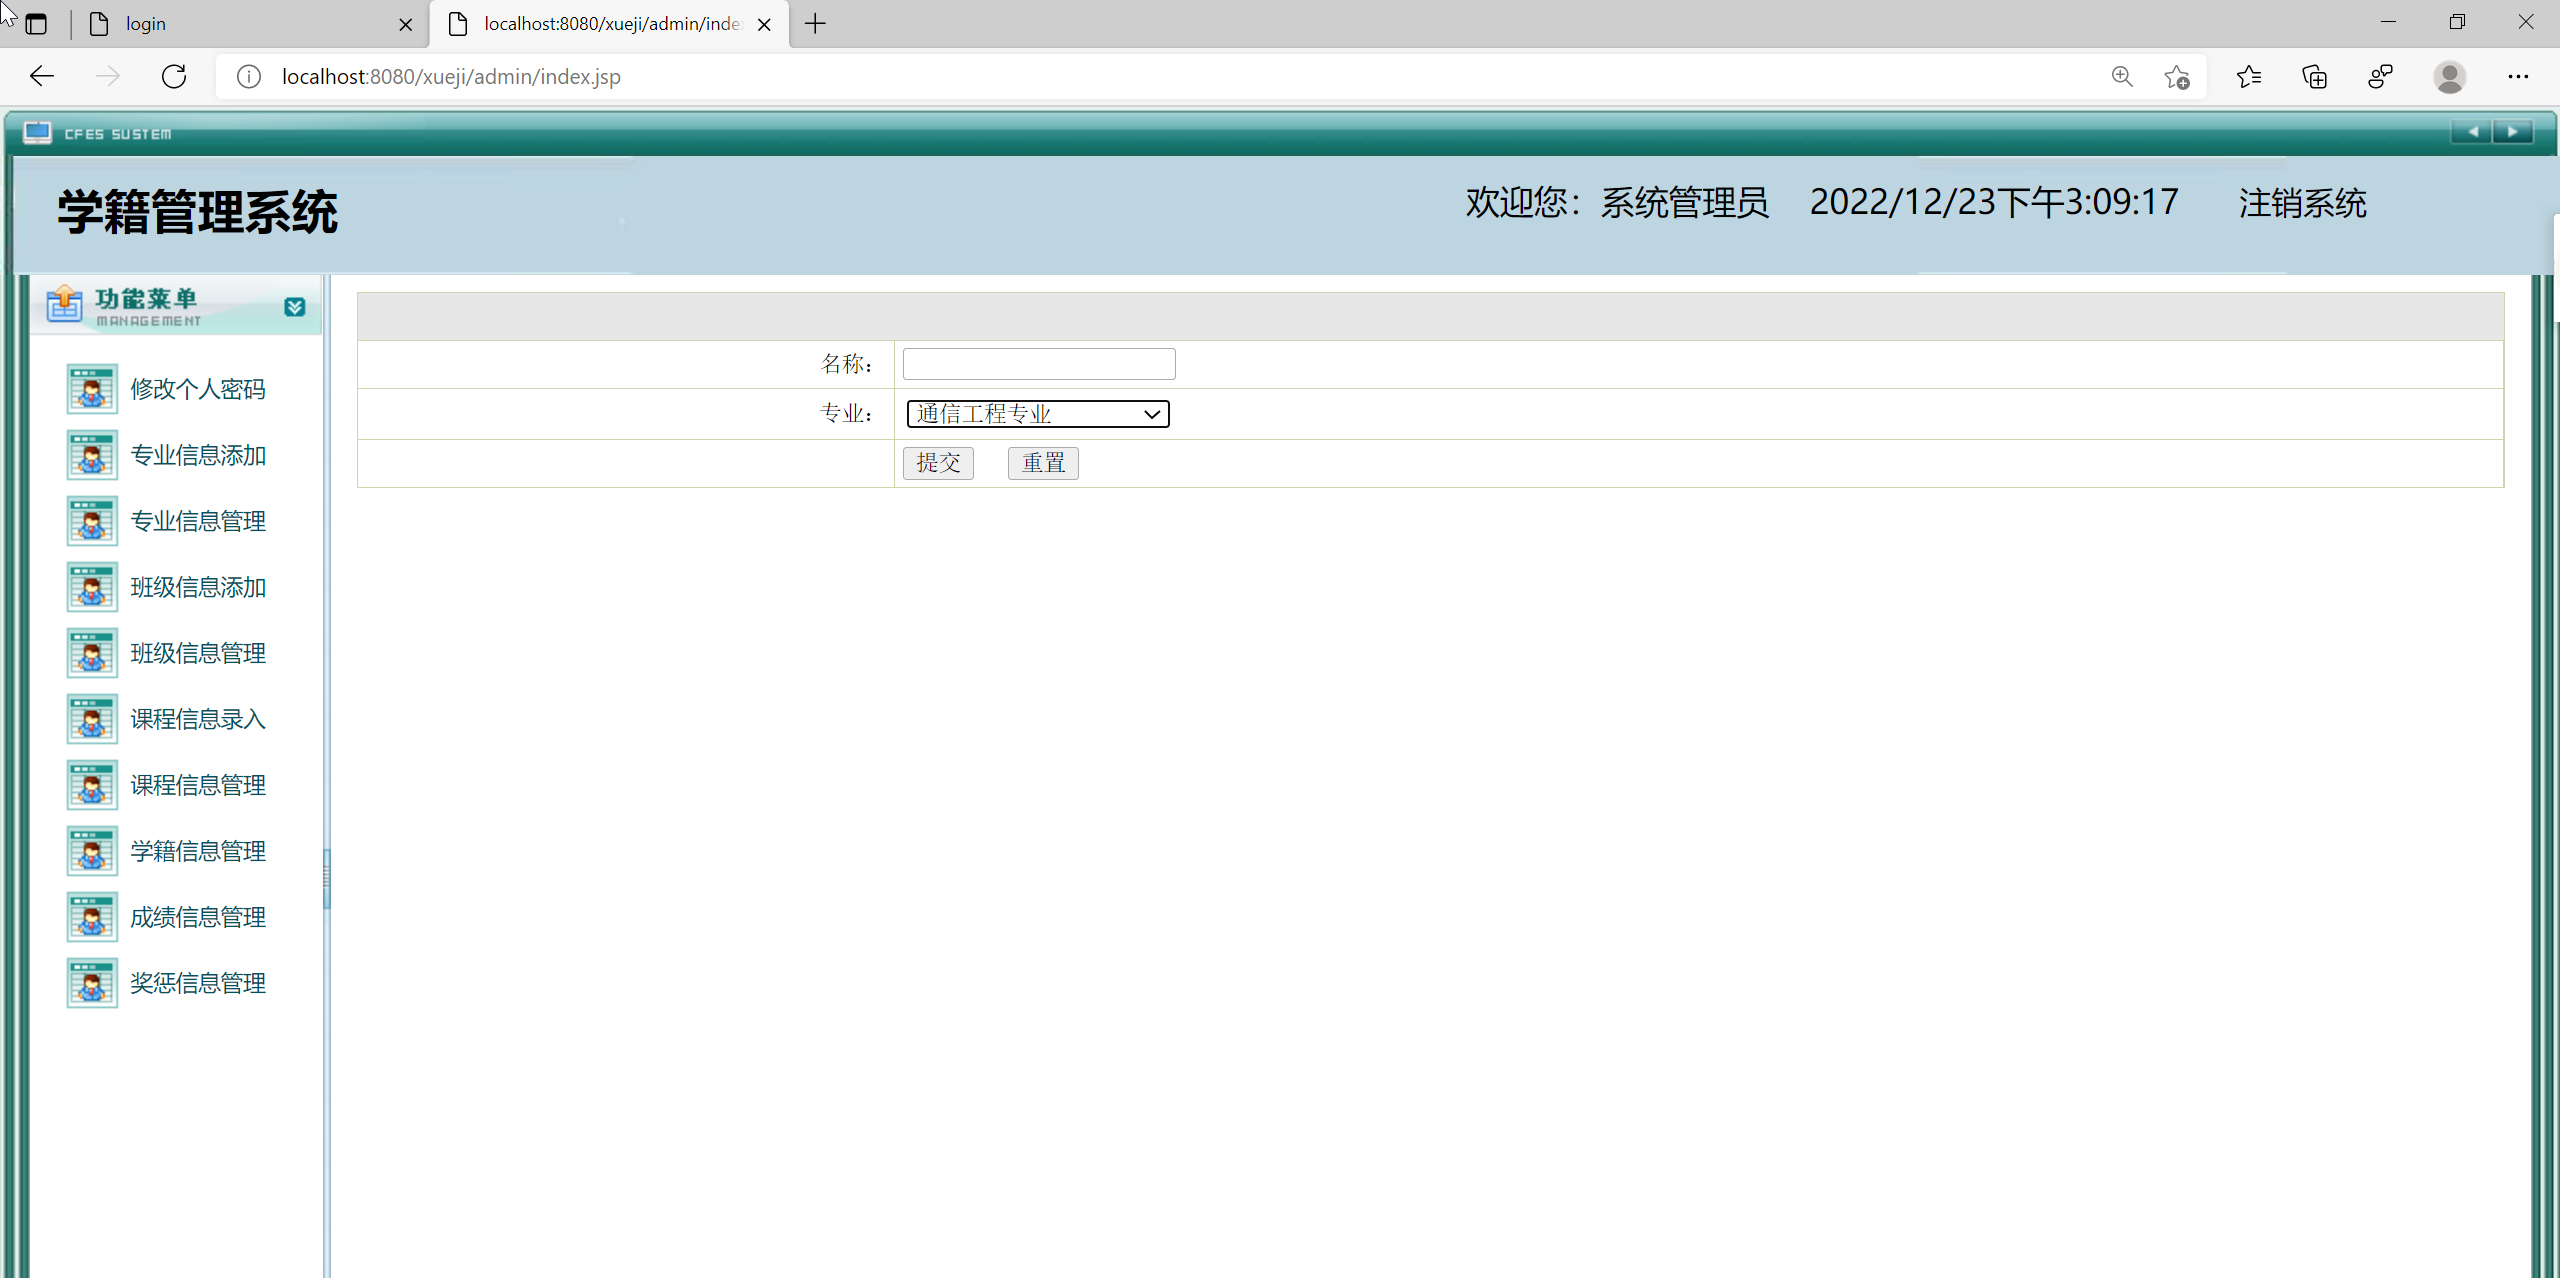 login
localhost:8080/xueji/admin/inde
localhost:8080/xueji/admin/index.jsp
CFES SUSTEM
学籍管理系统
欢迎您：系统管理员 2022/12/23下午3:09:17 注销系统
功能菜单
MANAGEMENT
修改个人密码
专业信息添加
专业信息管理
班级信息添加
班级信息管理
课程信息录入
课程信息管理
学籍信息管理
成绩信息管理
奖惩信息管理
名称：
专业： 通信工程专业
提交 重置